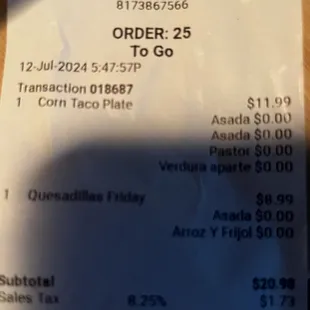 8173867566
ORDER: 25
To Go
12-Jul-2024 5:47:57P
Transaction 018687
1 Corn Taco Plate $11.99
Asada $0.00
Asada $0.00
Pastor $0.00
Verdura aparte $0.00
1 Quesadillas Friday $8.99
Asada $0.00
Arroz Y Frijol $0.00
Subtotal $20.98
Sales Tax 8.25% $1.73